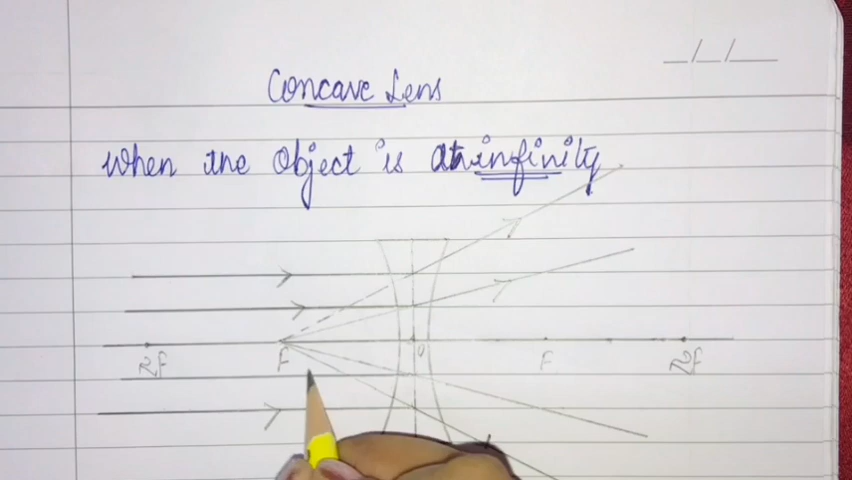 _/_/_
Concave Lens
when the object is at infinity
2F F O F 2F